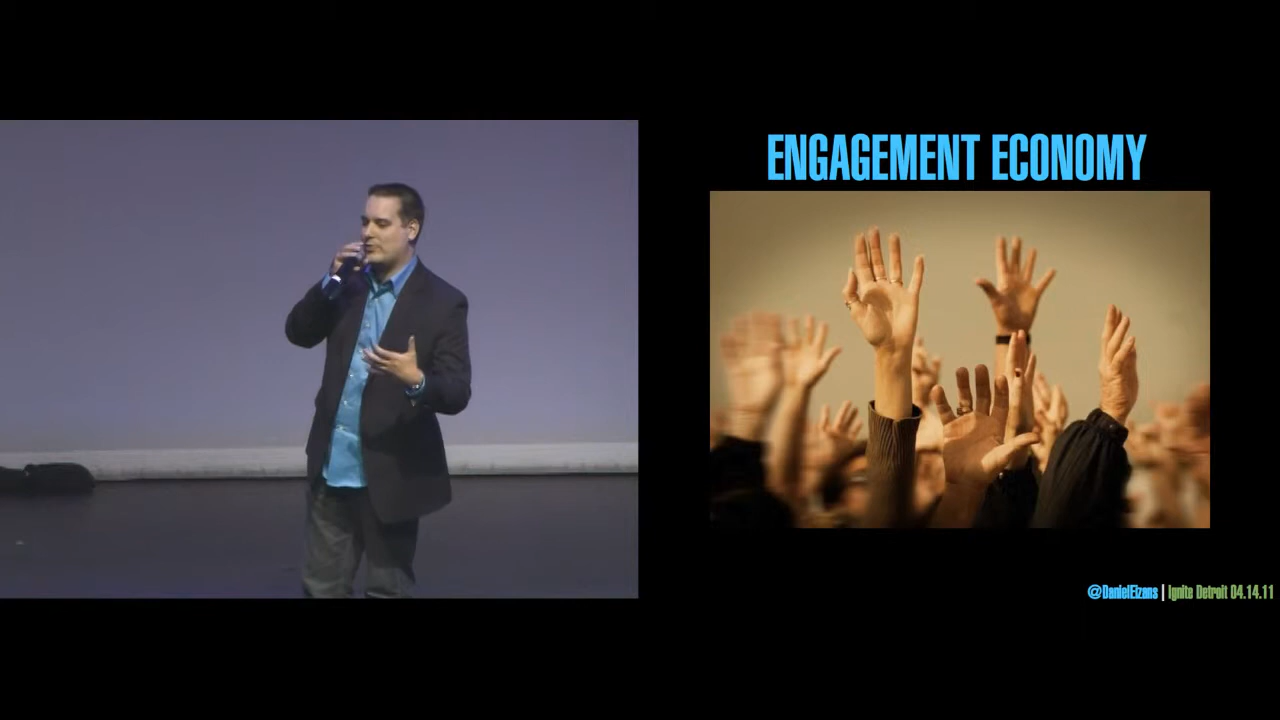 ENGAGEMENT ECONOMY
@DanielEizans | Ignite Detroit 04.14.11